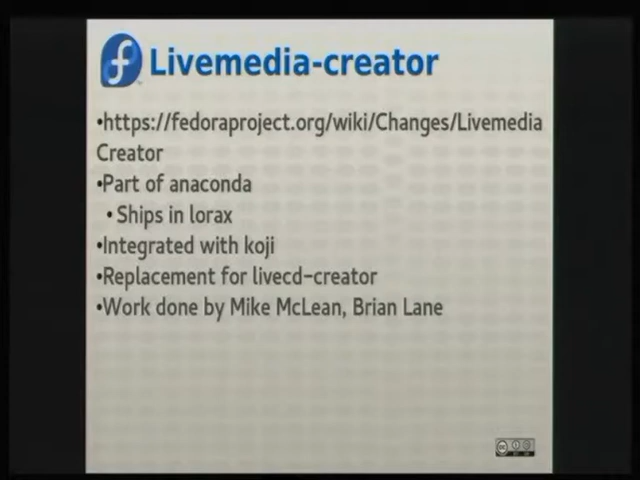 Livemedia-creator
•https://fedoraproject.org/wiki/Changes/Livemedia
Creator
•Part of anaconda
•Ships in lorax
•Integrated with koji
•Replacement for livecd-creator
•Work done by Mike McLean, Brian Lane